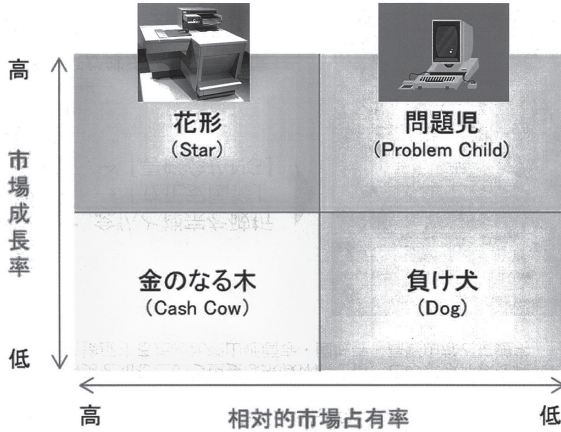 高
花形
(Star)
問題児
(Problem Child)
市場成長率
金のなる木
(Cash Cow)
負け犬
(Dog)
低
高
相対的市場占有率
低